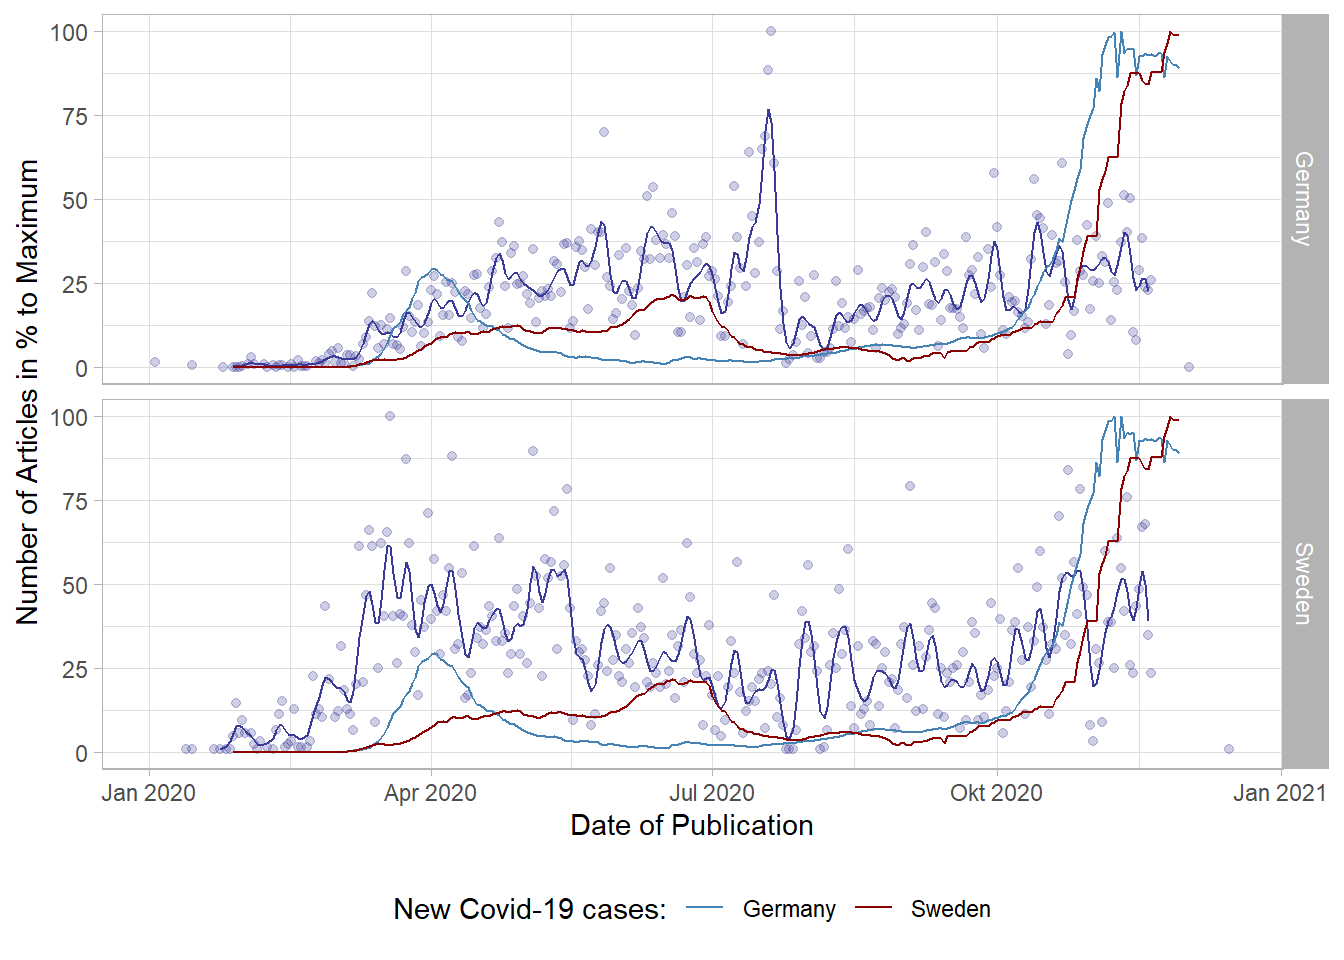 Number of Articles in % to Maximum
100
75
50
25
0
Germany
100
75
50
25
0
Sweden
Jan 2020 Apr 2020 Jul 2020 Okt 2020 Jan 2021
Date of Publication
New Covid-19 cases: Germany Sweden